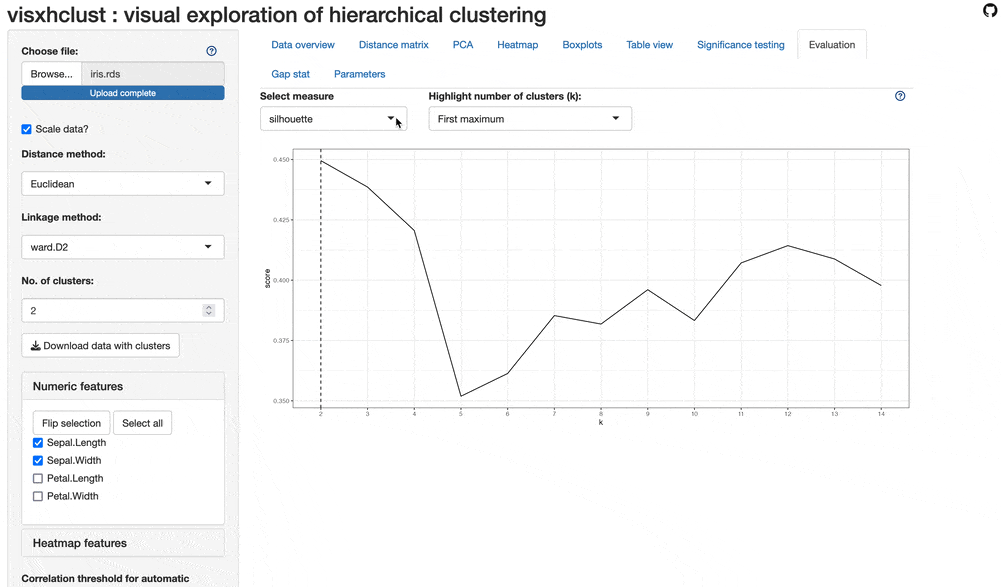 visxhclust : visual exploration of hierarchical clustering
Choose file:
Browse... iris.rds
Upload complete
Scale data?
Distance method:
Euclidean
Linkage method:
ward.D2
No. of clusters:
2
Download data with clusters
Numeric features
Flip selection Select all
Sepal.Length
Sepal.Width
Petal.Length
Petal.Width
Heatmap features
Correlation threshold for automatic
Data overview Distance matrix PCA Heatmap Boxplots Table view Significance testing Evaluation
Gap stat Parameters
Select measure Highlight number of clusters (k):
silhouette First maximum
0.450
0.425
0.400
0.375
0.350
score
2 3 4 5 6 7 8 9 10 11 12 13 14
k